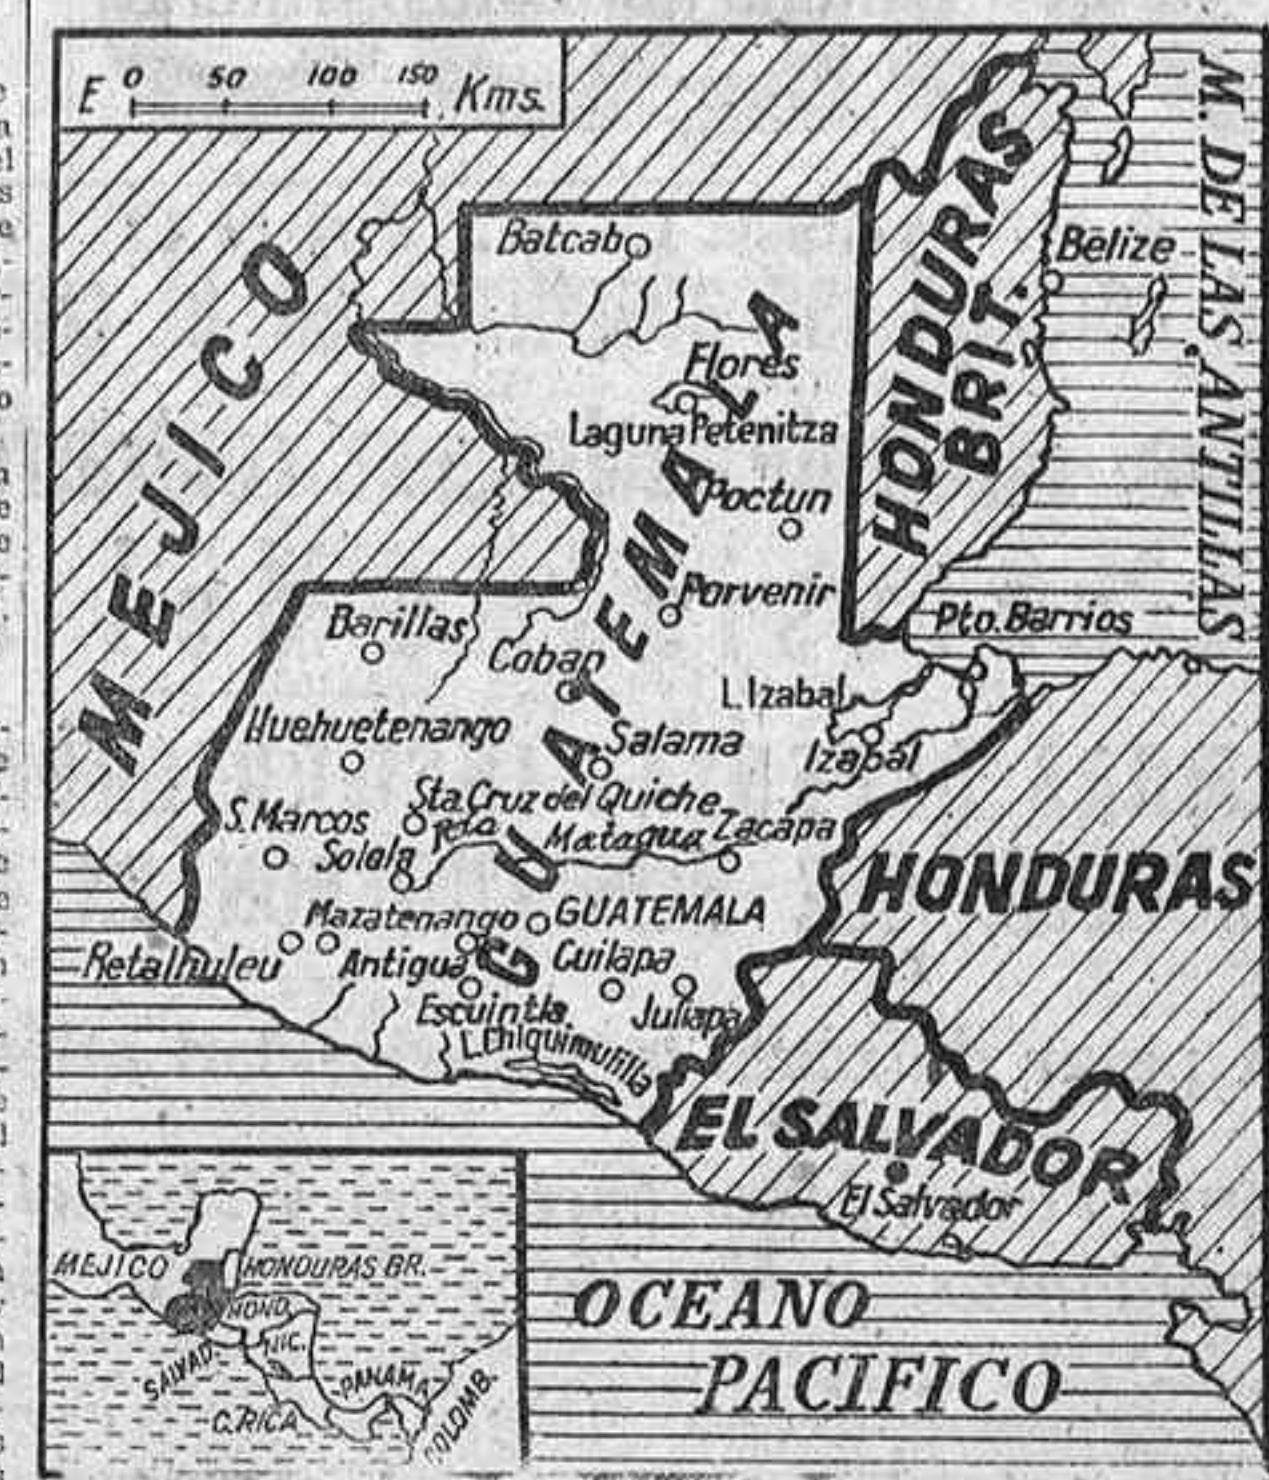 E 0 50 100 150 Kms.
M. DE LAS ANTILLAS
MEJICO
HONDURAS
BRIT.
Belize
Batcab
Flores
Laguna Petenitza
GUATEMALA
Poctun
Porvenir
Pto. Barrios
Barillas
Coban
L. Izabal
Izabal
Huehuetenango
Salama
Sta. Cruz del Quiche
S. Marcos
Matagua
Zacapa
Solola
HONDURAS
Mazatenango
GUATEMALA
Retalhuleu
Antigua
Cuilapa
Escuintla
Juliapa
L. Chiquimulilla
EL SALVADOR
El Salvador
MEJICO
HONDURAS BR.
HOND.
NIC.
SALVAD.
PANAMA
C. RICA
COLOMB.
OCEANO
PACIFICO